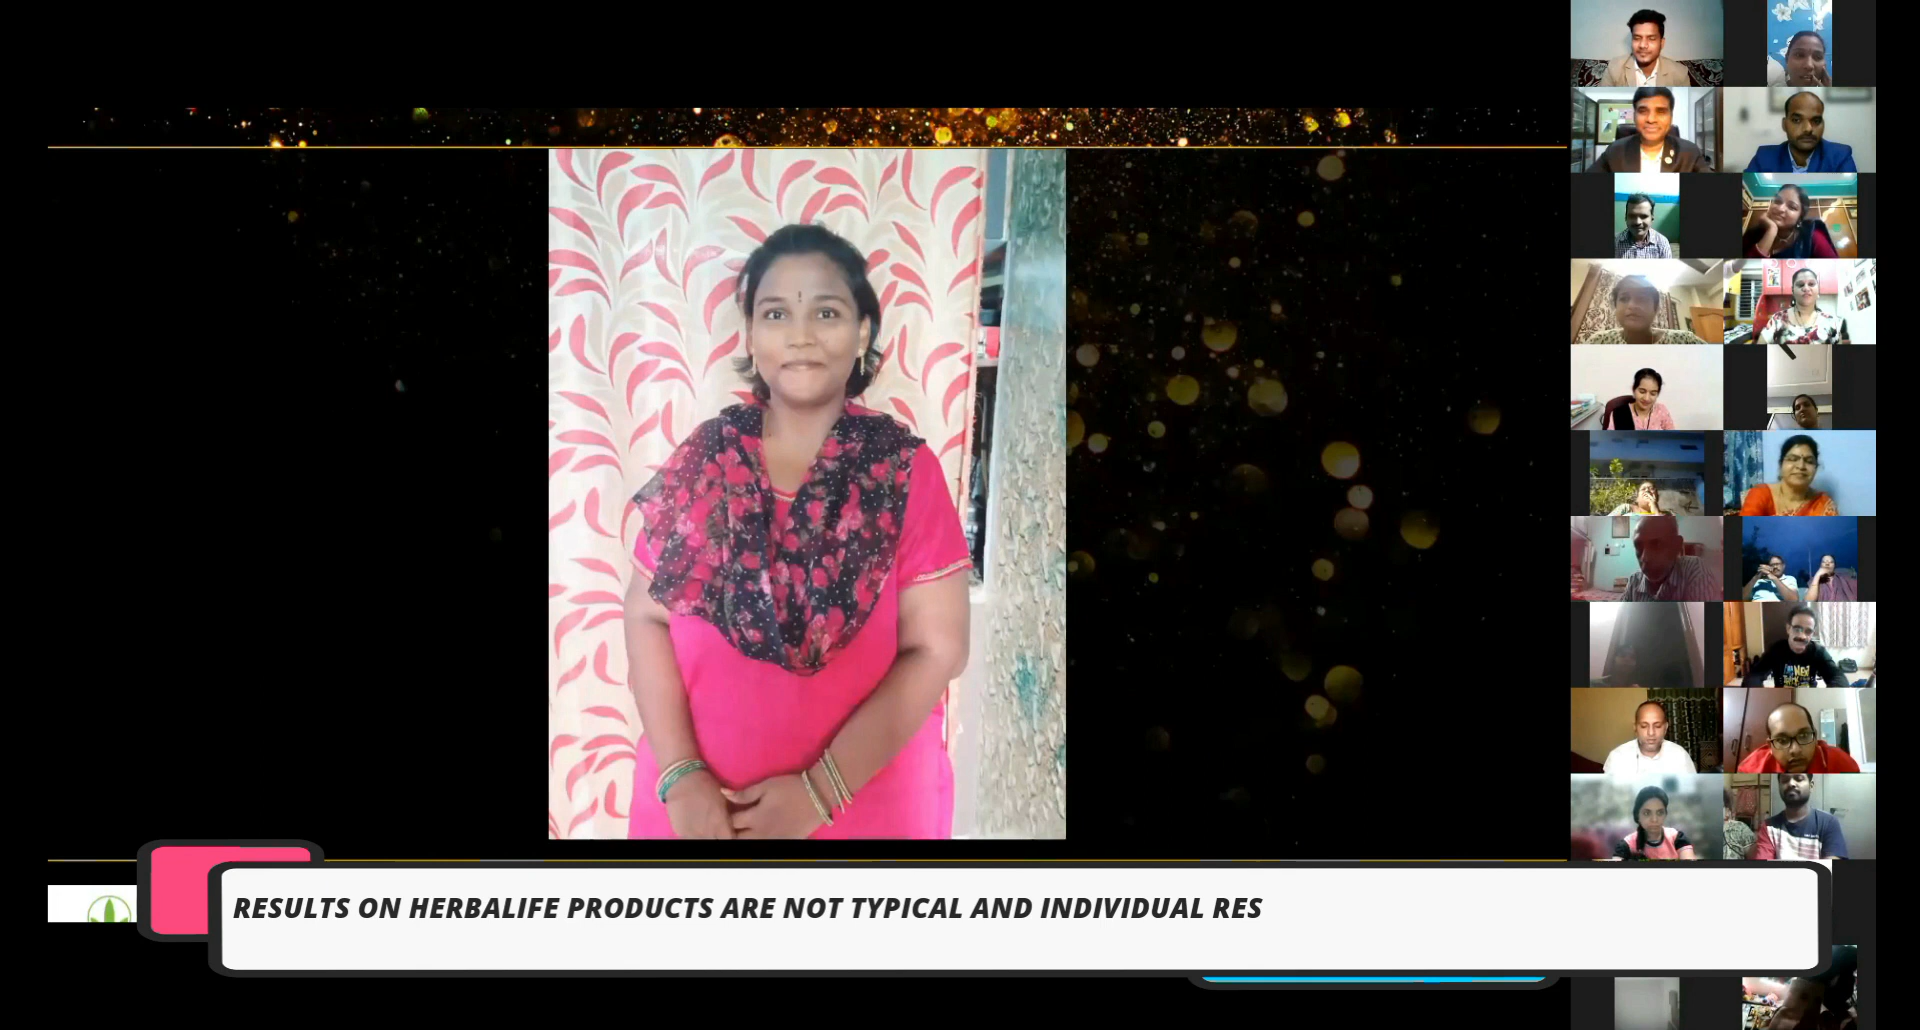 RESULTS ON HERBALIFE PRODUCTS ARE NOT TYPICAL AND INDIVIDUAL RES